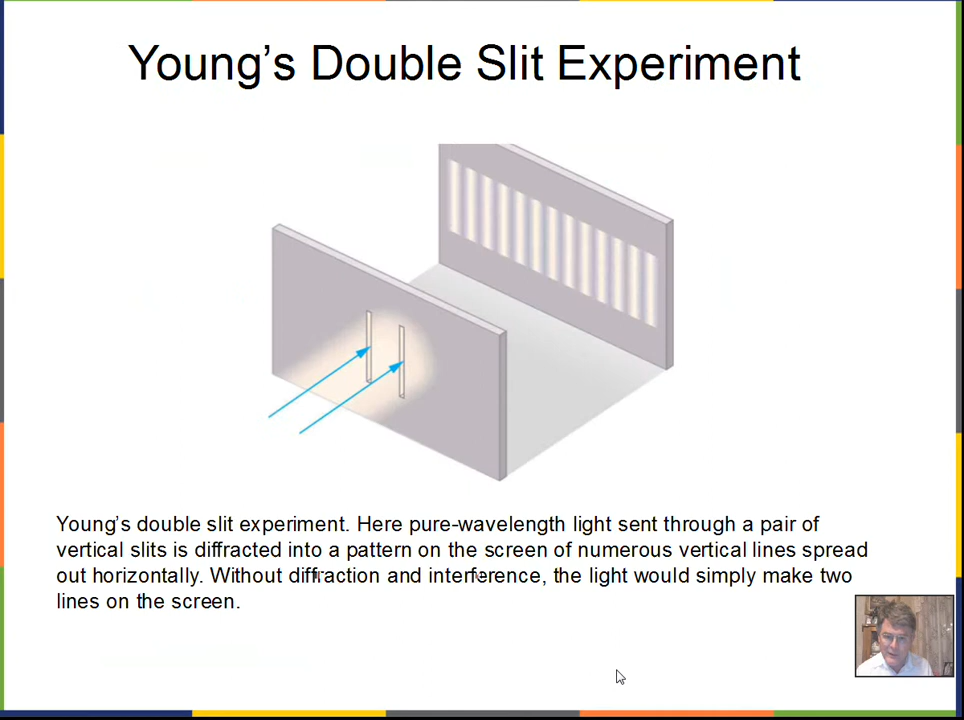 Young’s Double Slit Experiment
Young’s double slit experiment. Here pure-wavelength light sent through a pair of
vertical slits is diffracted into a pattern on the screen of numerous vertical lines spread
out horizontally. Without diffraction and interference, the light would simply make two
lines on the screen.